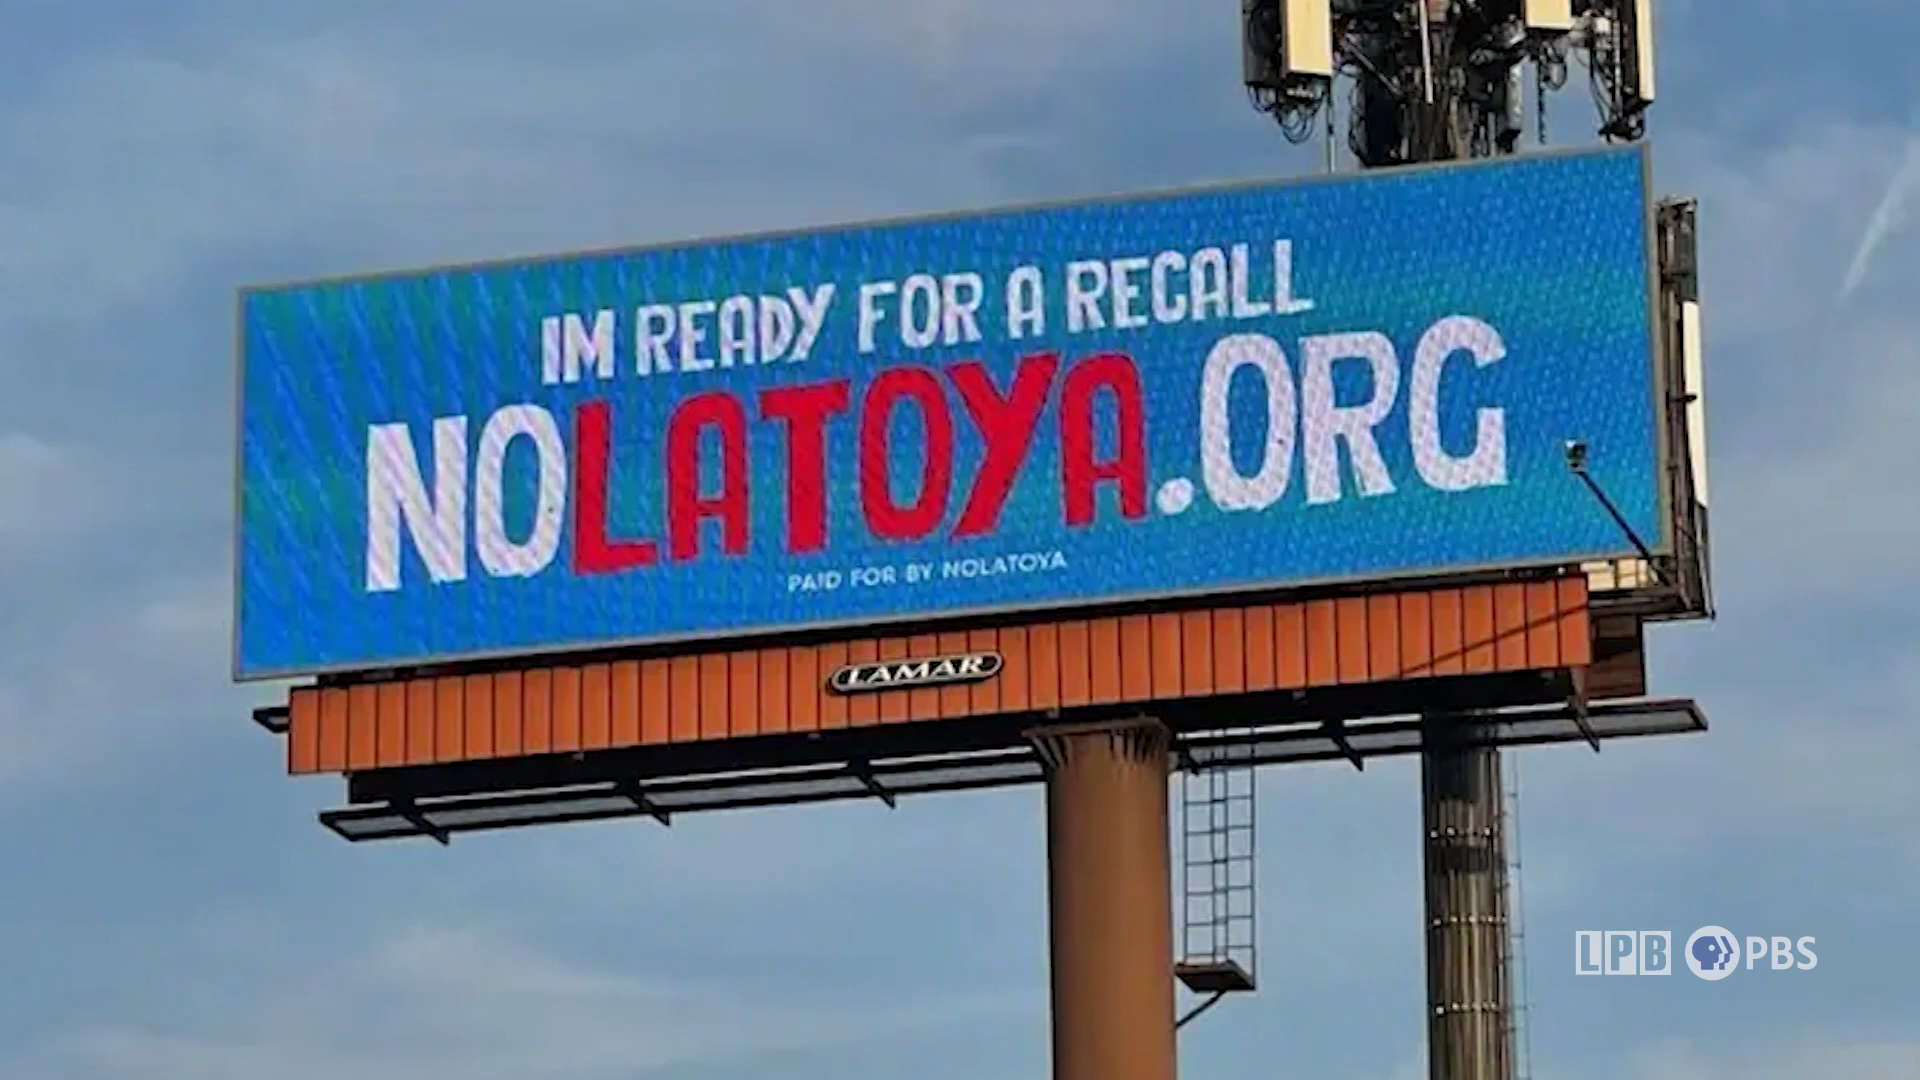 IM READY FOR A RECALL
NOLATOYA.ORG
PAID FOR BY NOLATOYA
LAMAR
LPB PBS